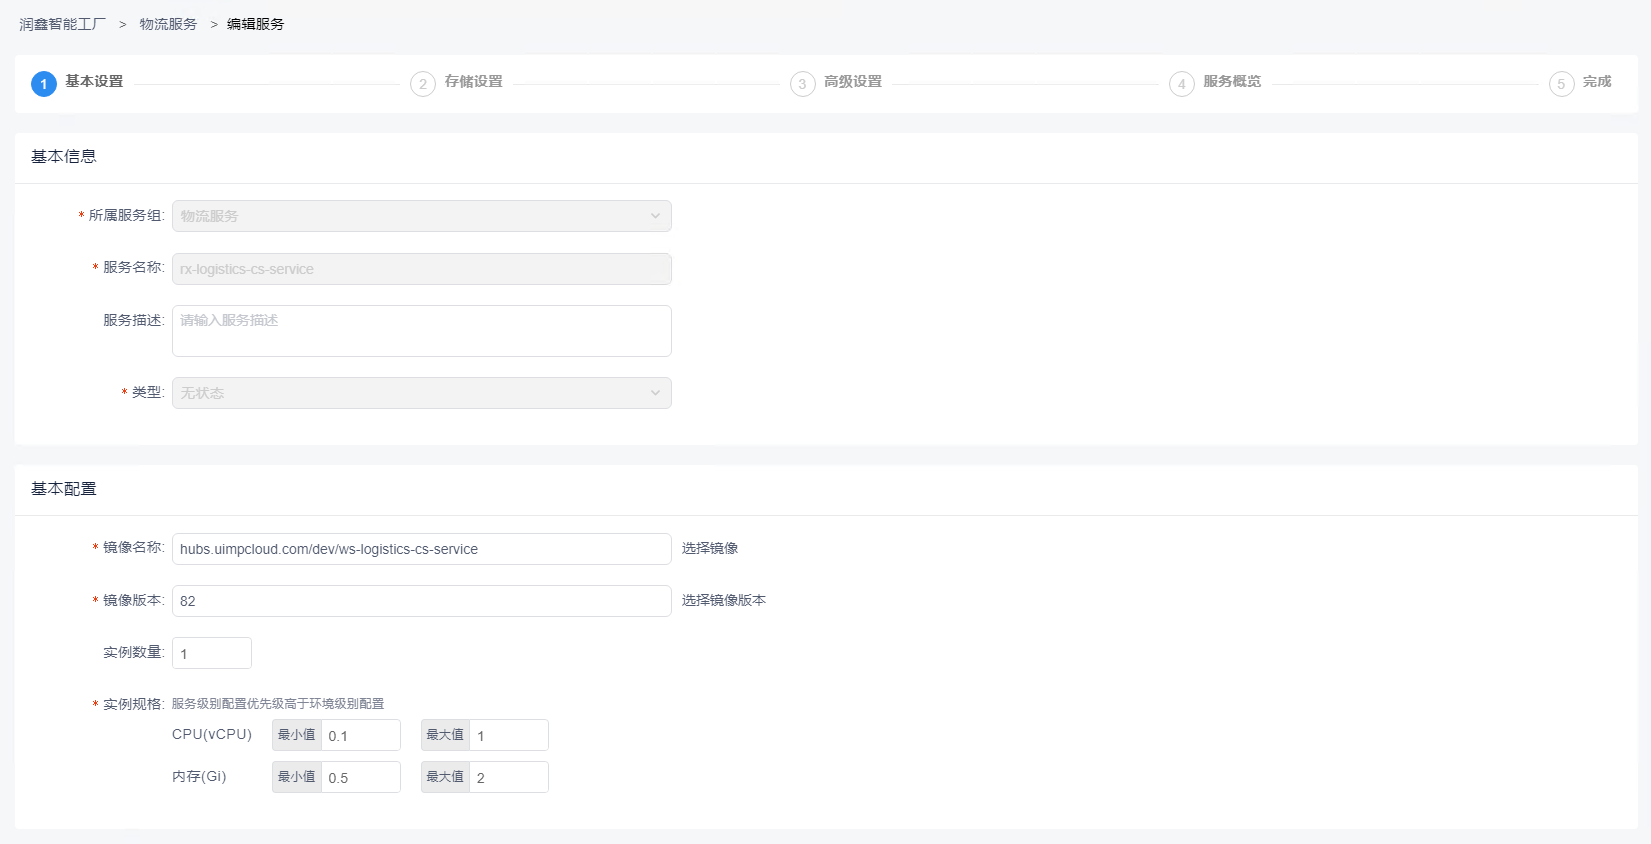 润鑫智能工厂 > 物流服务 > 编辑服务
1 基本设置 2 存储设置 3 高级设置 4 服务概览 5 完成
基本信息
* 所属服务组: 物流服务
* 服务名称: rx-logistics-cs-service
服务描述: 请输入服务描述
* 类型: 无状态
基本配置
* 镜像名称: hubs.uimpcloud.com/dev/ws-logistics-cs-service 选择镜像
* 镜像版本: 82 选择镜像版本
实例数量: 1
* 实例规格: 服务级别配置优先级高于环境级别配置
CPU(vCPU) 最小值 0.1 最大值 1
内存(Gi) 最小值 0.5 最大值 2